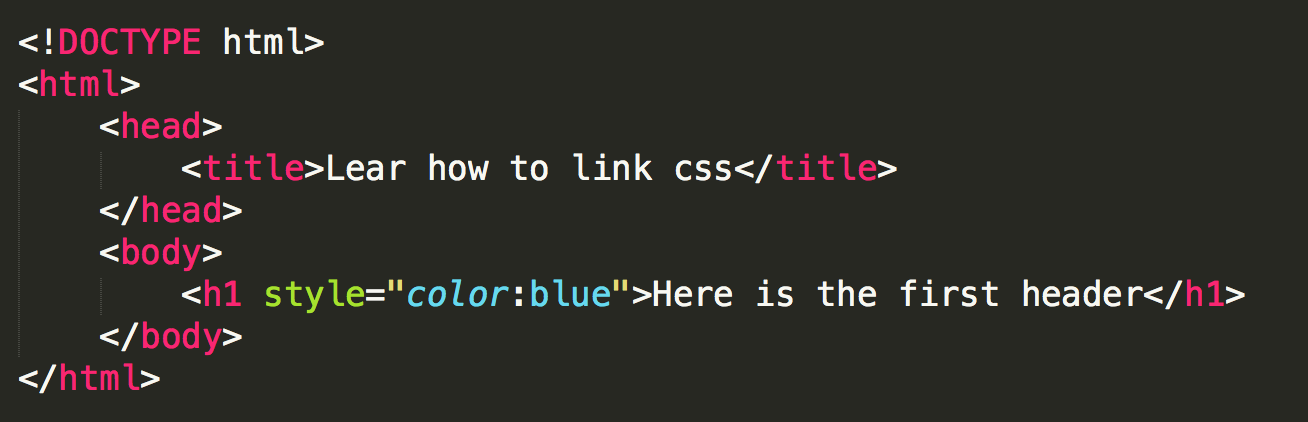 <!DOCTYPE html>
<html>
    <head>
        <title>Lear how to link css</title>
    </head>
    <body>
        <h1 style="color:blue">Here is the first header</h1>
    </body>
</html>